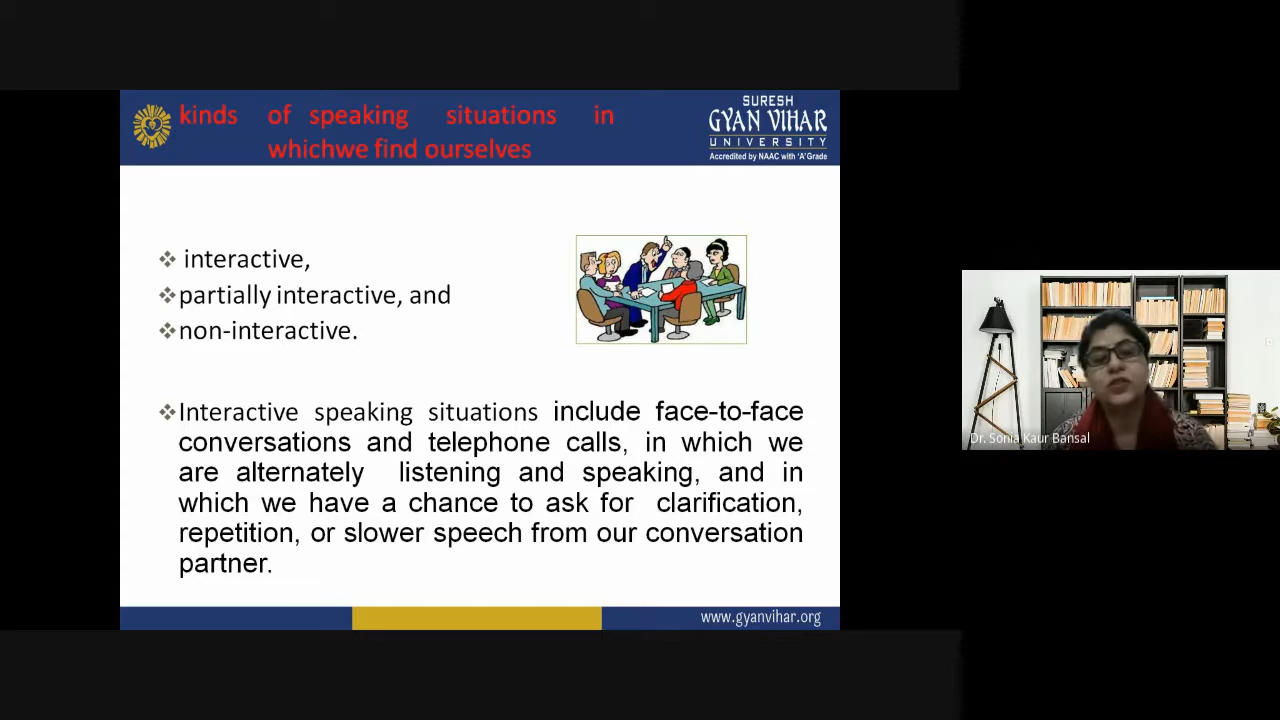 kinds of speaking situations in
whichwe find ourselves
SURESH
GYAN VIHAR
UNIVERSITY
Accredited by NAAC with 'A'Grade
❖ interactive,
❖partially interactive, and
❖non-interactive.
❖Interactive speaking situations include face-to-face
conversations and telephone calls, in which we
are alternately listening and speaking, and in
which we have a chance to ask for clarification,
repetition, or slower speech from our conversation
partner.
www.gyanvihar.org
Dr. Sonia Kaur Bansal